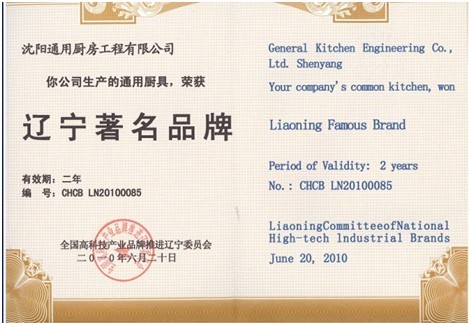 沈阳通用厨房工程有限公司
你公司生产的通用厨具，荣获
辽宁著名品牌
有效期：二年
编 号：CHCB LN20100085
全国高科技产业品牌推进辽宁委员会
二〇一〇年六月二十日
General Kitchen Engineering Co.,
Ltd. Shenyang
Your company's common kitchen, won
Liaoning Famous Brand
Period of Validity: 2 years
No.: CHCB LN20100085
LiaoningCommitteeofNational
High-tech lndustrial Brands
June 20, 2010